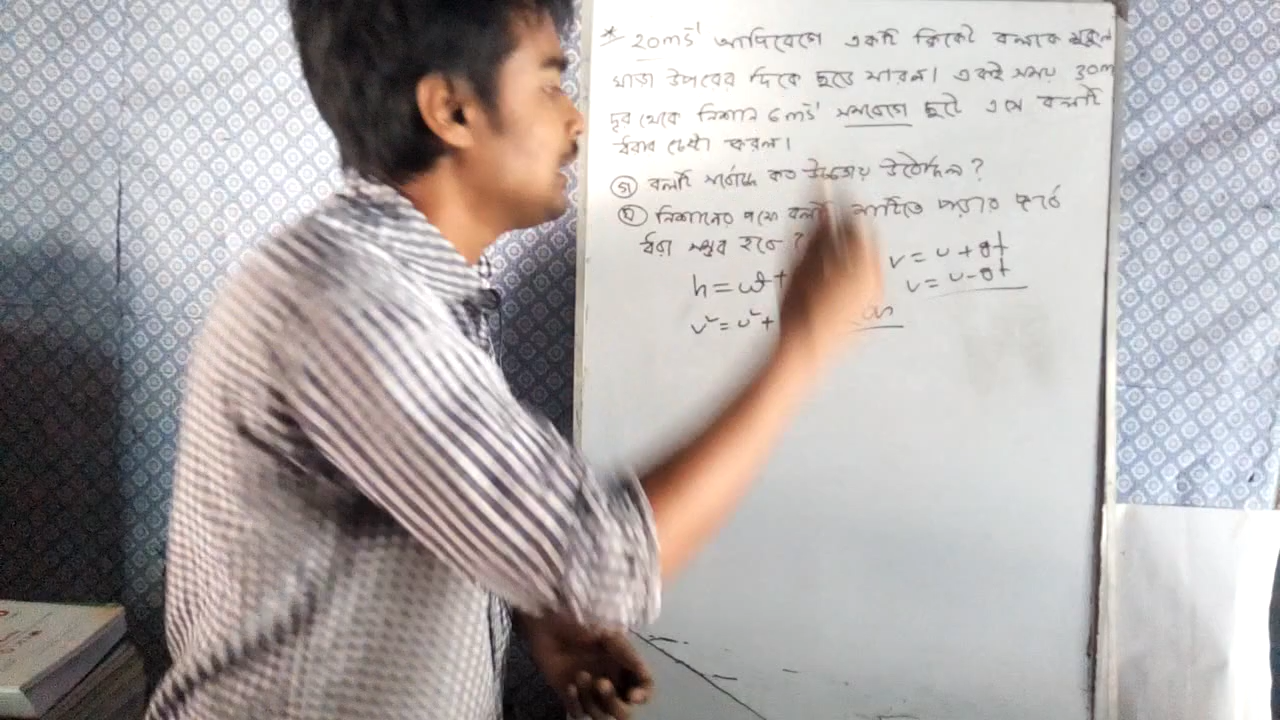 * 20ms⁻¹ আদিবেগে একটি ক্রিকেট বলকে মুকুল
খাড়া উপরের দিকে ছুড়ে মারল। একই সময় 30m
দূর থেকে নিশান 6ms⁻¹ সমবেগে ছুটে এসে বলটি
ধরার চেষ্টা করল।
গ) বলটি সর্বোচ্চ কত উচ্চতায় উঠেছিল?
ঘ) নিশানের পক্ষে বলটি মাটিতে পড়ার পূর্বে
ধরা সম্ভব হবে?
v = u + gt
h = ut +
v = u - gt
v² = u² +